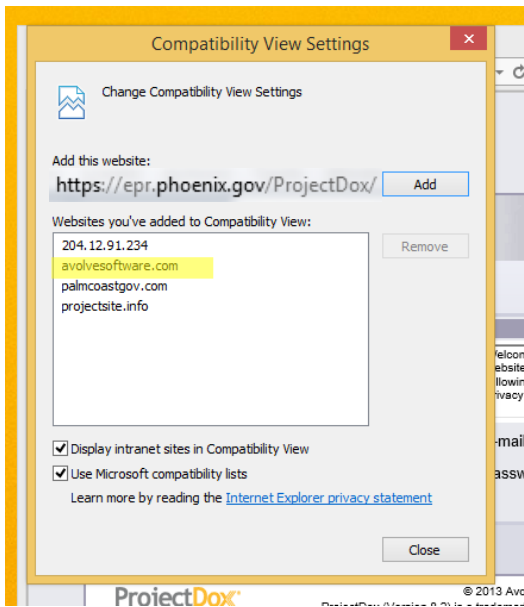 Compatibility View Settings
Change Compatibility View Settings
Add this website:
https://epr.phoenix.gov/ProjectDox/ Add
Websites you've added to Compatibility View:
204.12.91.234 Remove
avolvesoftware.com
palmcoastgov.com
projectsite.info
Display intranet sites in Compatibility View
Use Microsoft compatibility lists
Learn more by reading the Internet Explorer privacy statement
Close
ProjectDox
© 2013 Avo